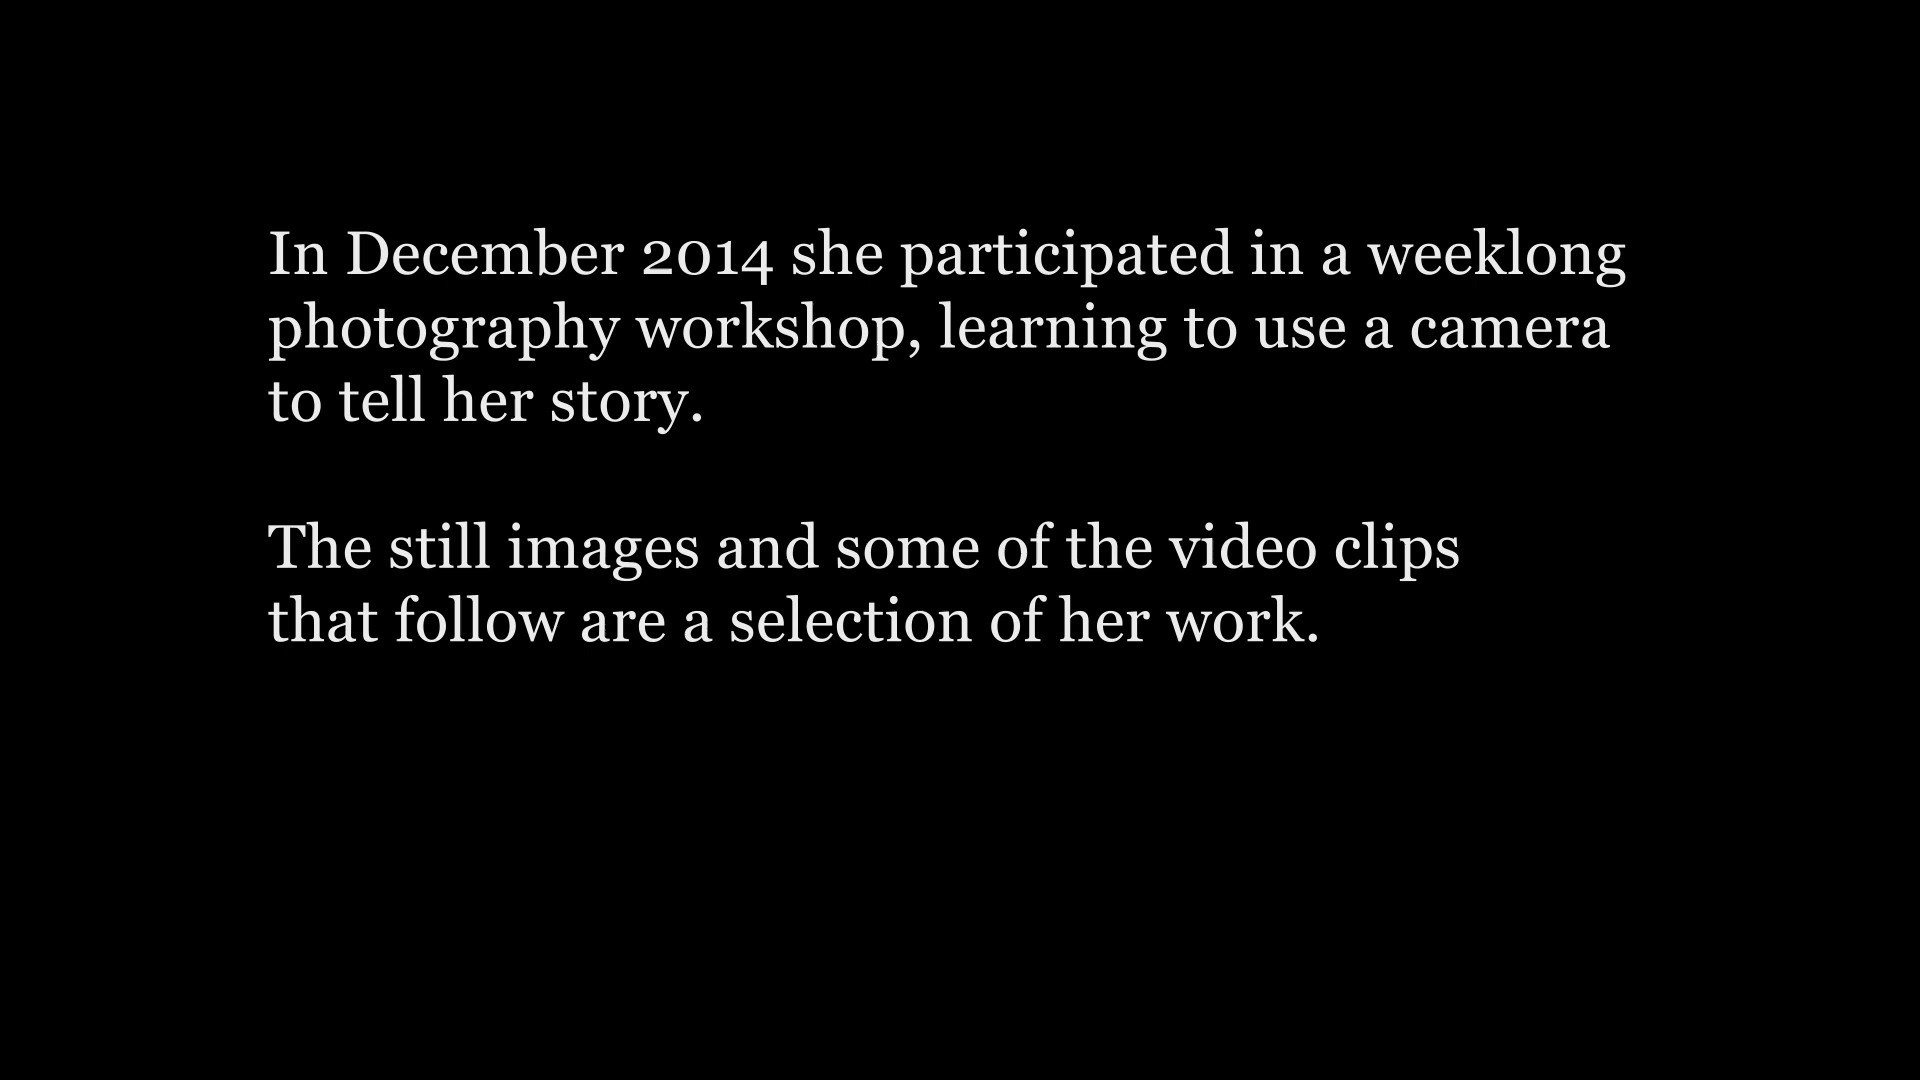 In December 2014 she participated in a weeklong
photography workshop, learning to use a camera
to tell her story.
The still images and some of the video clips
that follow are a selection of her work.